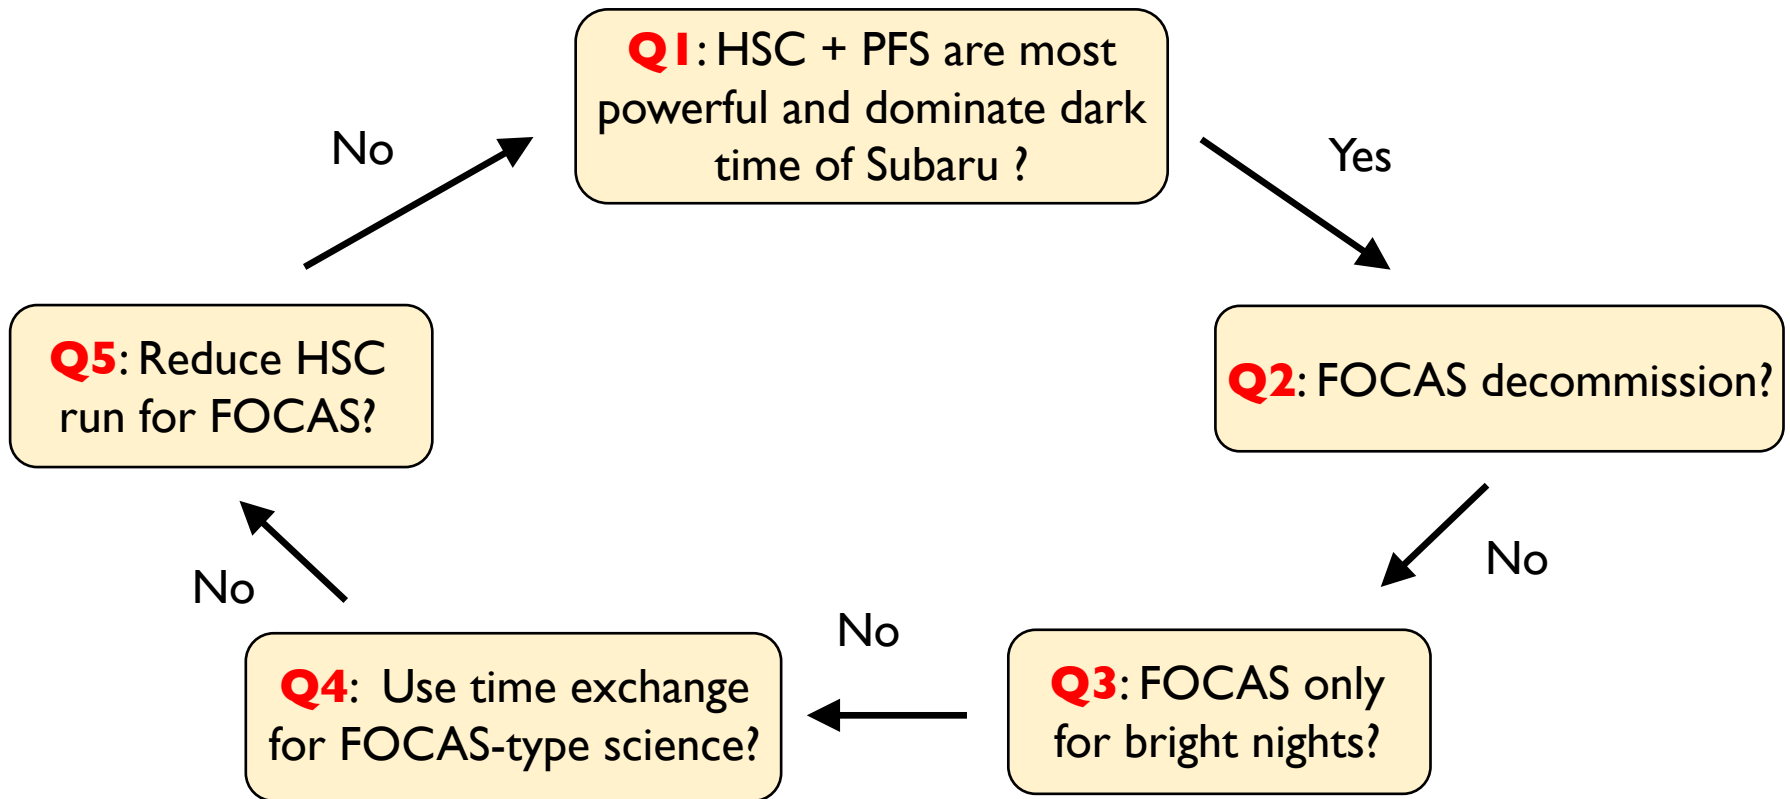 Q1: HSC + PFS are most
powerful and dominate dark
time of Subaru ?
No
Yes
Q5: Reduce HSC
run for FOCAS?
Q2: FOCAS decommission?
No
No
No
Q4: Use time exchange
for FOCAS-type science?
Q3: FOCAS only
for bright nights?